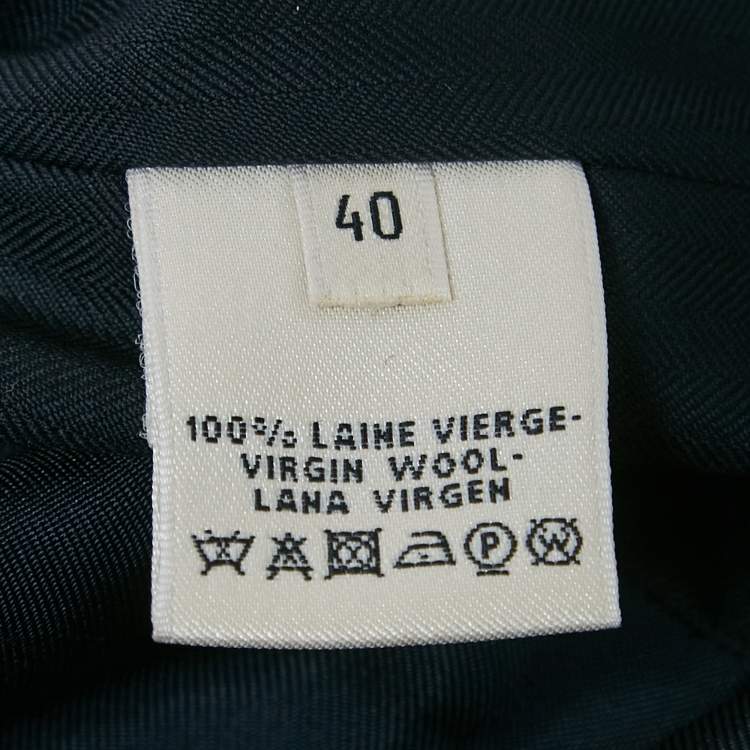 40
100% LAINE VIERGE-
VIRGIN WOOL-
LANA VIRGEN
P W